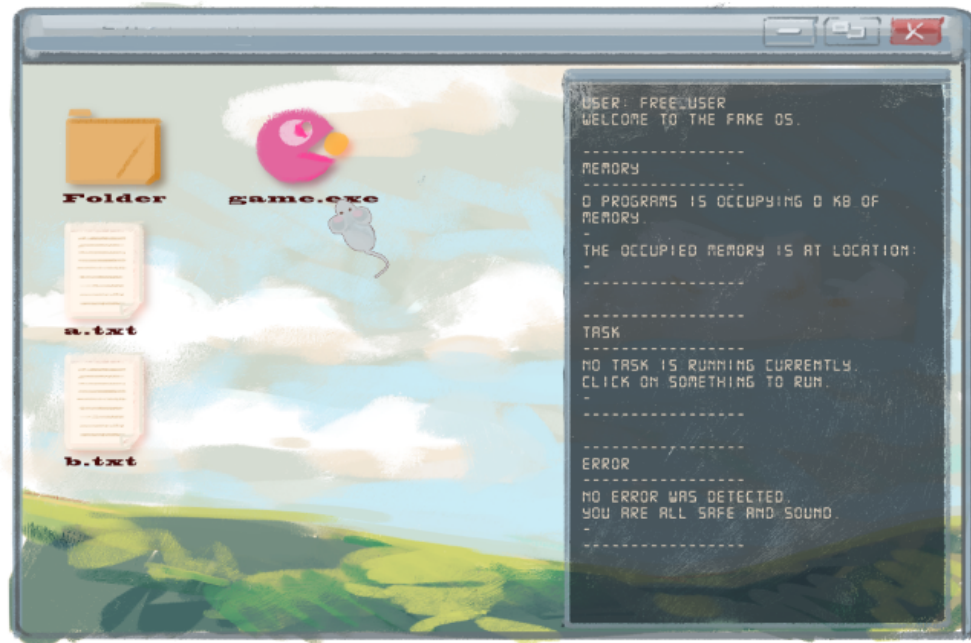 Folder
game.exe
a.txt
b.txt
USER: FREE_USER
WELCOME TO THE FAKE OS.
------------------
MEMORY
------------------
0 PROGRAMS IS OCCUPYING 0 KB OF
MEMORY.
-
THE OCCUPIED MEMORY IS AT LOCATION:
-
------------------
------------------
TASK
------------------
NO TASK IS RUNNING CURRENTLY.
CLICK ON SOMETHING TO RUN.
-
------------------
------------------
ERROR
------------------
NO ERROR WAS DETECTED.
YOU ARE ALL SAFE AND SOUND.
-
------------------